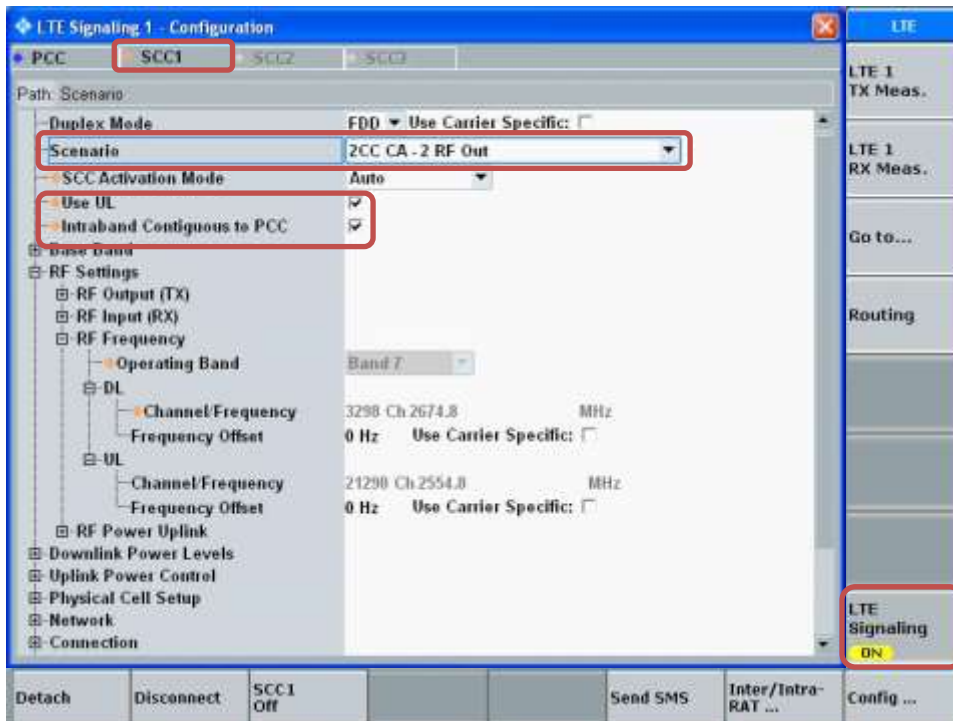 LTE Signaling 1 - Configuration
LTE
PCC SCC1 SCC2 SCC3
LTE 1
TX Meas.
Path: Scenario
Duplex Mode FDD Use Carrier Specific:
Scenario 2CC CA - 2 RF Out
LTE 1
RX Meas.
SCC Activation Mode Auto
Use UL
Intraband Contiguous to PCC
Go to...
Base Band
RF Settings
RF Output (TX)
RF Input (RX)
Routing
RF Frequency
Operating Band Band 7
DL
Channel/Frequency 3298 Ch 2674.8 MHz
Frequency Offset 0 Hz Use Carrier Specific:
UL
Channel/Frequency 21298 Ch 2554.8 MHz
Frequency Offset 0 Hz Use Carrier Specific:
RF Power Uplink
Downlink Power Levels
Uplink Power Control
Physical Cell Setup
Network
Connection
LTE
Signaling
ON
Detach
Disconnect
SCC1
Off
Send SMS
Inter/Intra-
RAT ...
Config ...